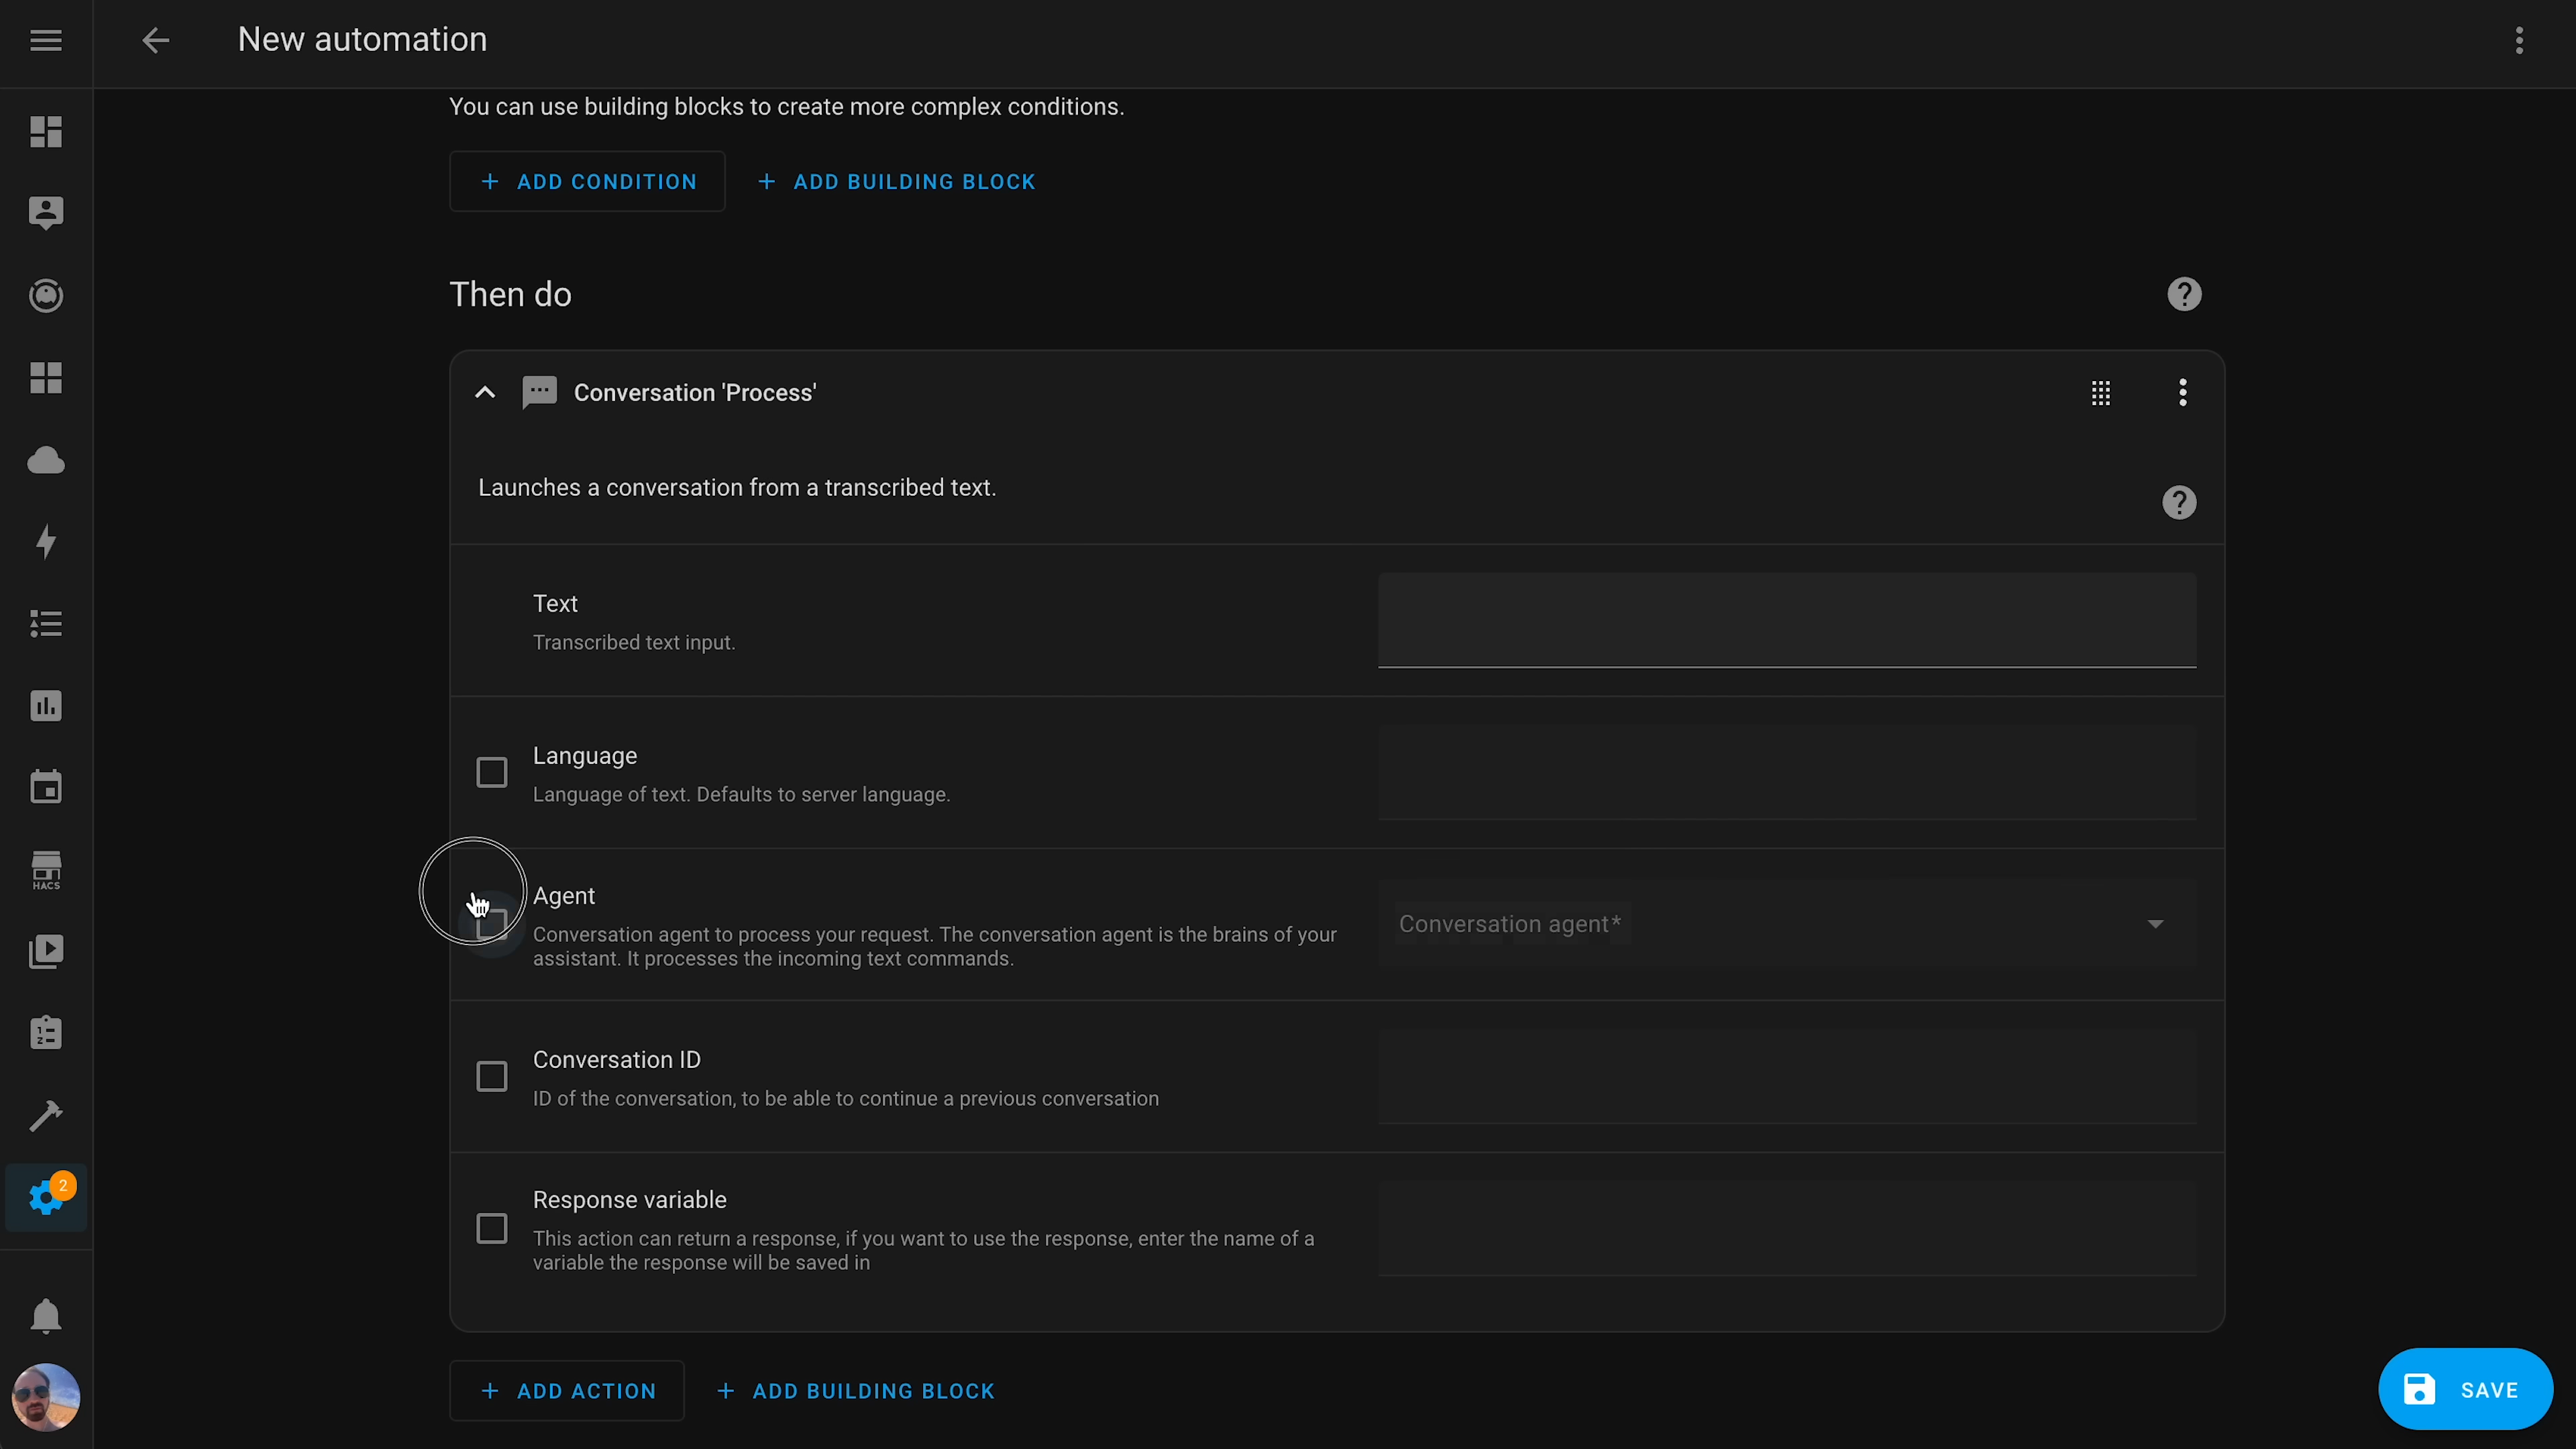 New automation
You can use building blocks to create more complex conditions.
+ ADD CONDITION
+ ADD BUILDING BLOCK
Then do
Conversation 'Process'
Launches a conversation from a transcribed text.
Text
Transcribed text input.
Language
Language of text. Defaults to server language.
HACS
Agent
Conversation agent to process your request. The conversation agent is the brains of your
assistant. It processes the incoming text commands.
Conversation agent*
Conversation ID
ID of the conversation, to be able to continue a previous conversation
2
Response variable
This action can return a response, if you want to use the response, enter the name of a
variable the response will be saved in
+ ADD ACTION
+ ADD BUILDING BLOCK
SAVE